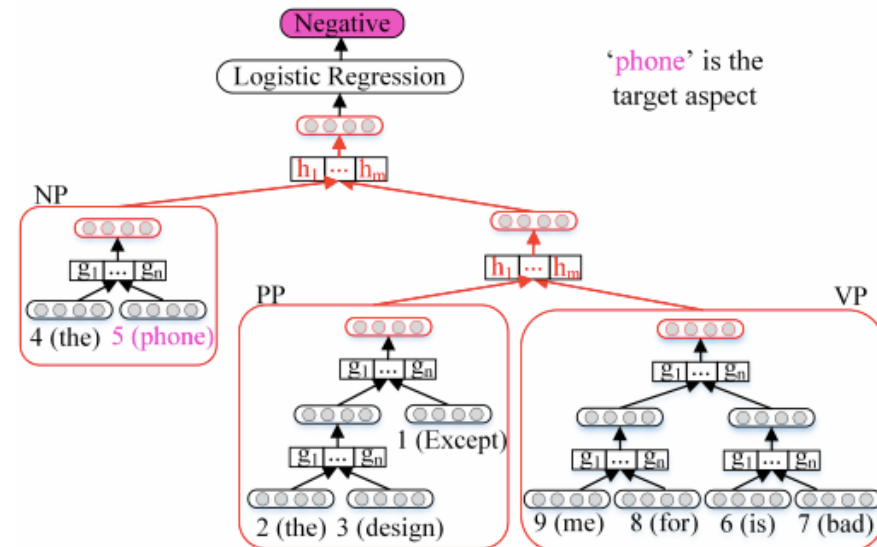 Negative
Logistic Regression
'phone' is the
target aspect
h1 ... hm
NP
g1 ... gn
4 (the) 5 (phone)
h1 ... hm
PP
VP
g1 ... gn
1 (Except)
g1 ... gn
2 (the) 3 (design)
g1 ... gn
g1 ... gn
g1 ... gn
9 (me) 8 (for) 6 (is) 7 (bad)